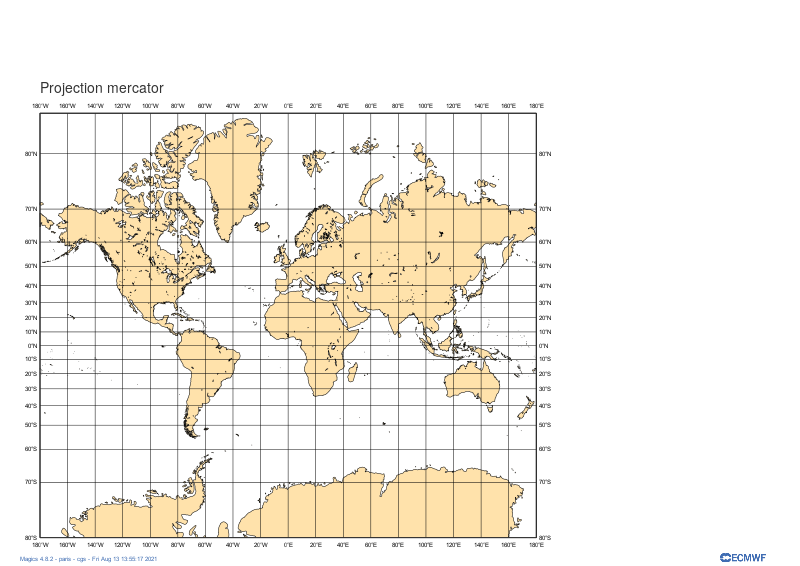 Projection mercator
180°W 160°W 140°W 120°W 100°W 80°W 60°W 40°W 20°W 0°E 20°E 40°E 60°E 80°E 100°E 120°E 140°E 160°E 180°E
80°N 80°N
70°N 70°N
60°N 60°N
50°N 50°N
40°N 40°N
30°N 30°N
20°N 20°N
10°N 10°N
0°N 0°N
10°S 10°S
20°S 20°S
30°S 30°S
40°S 40°S
50°S 50°S
60°S 60°S
70°S 70°S
80°S 80°S
180°W 160°W 140°W 120°W 100°W 80°W 60°W 40°W 20°W 0°E 20°E 40°E 60°E 80°E 100°E 120°E 140°E 160°E 180°E
Magics 4.8.2 - paris - cgs - Fri Aug 13 13:55:17 2021
ECMWF